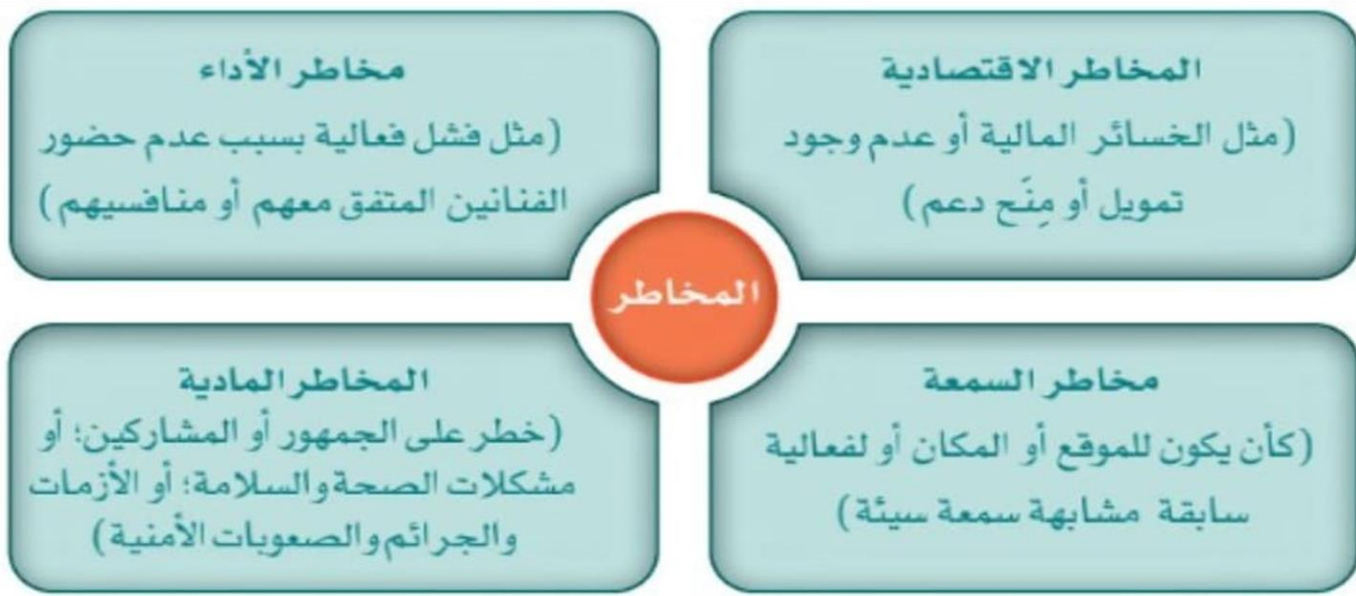 المخاطر الاقتصادية
(مثل الخسائر المالية أو عدم وجود
تمويل أو مِنَح دعم)
مخاطر الأداء
(مثل فشل فعالية بسبب عدم حضور
الفنانين المتفق معهم أو منافسيهم)
المخاطر
مخاطر السمعة
(كأن يكون للموقع أو المكان أو لفعالية
سابقة مشابهة سمعة سيئة)
المخاطر المادية
(خطر على الجمهور أو المشاركين؛ أو
مشكلات الصحة والسلامة؛ أو الأزمات
والجرائم والصعوبات الأمنية)